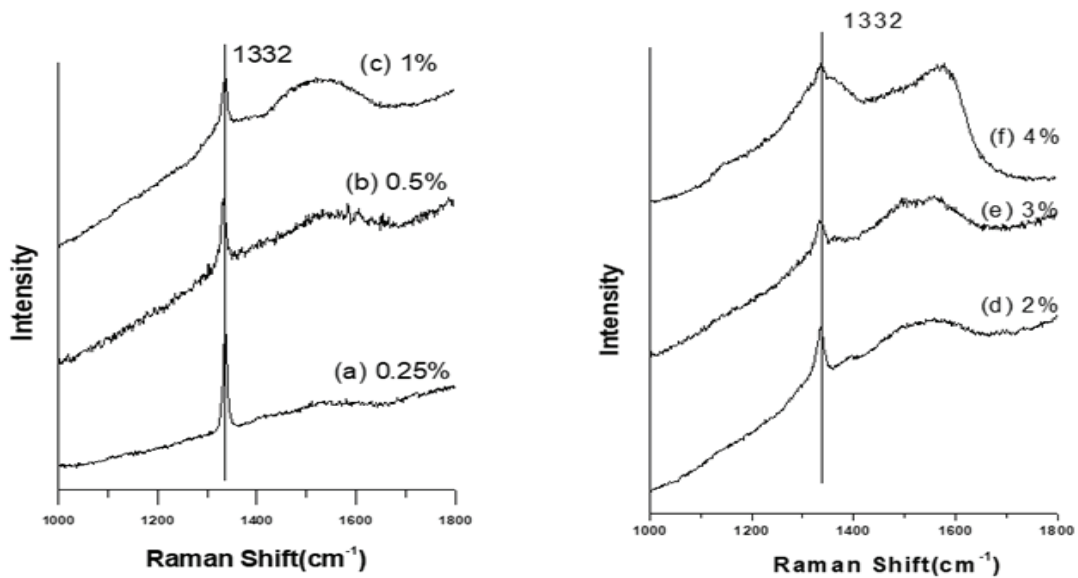 1332
(c) 1%
(b) 0.5%
(a) 0.25%
Intensity
1000 1200 1400 1600 1800
Raman Shift(cm-1)
1332
(f) 4%
(e) 3%
(d) 2%
Intensity
1000 1200 1400 1600 1800
Raman Shift(cm-1)